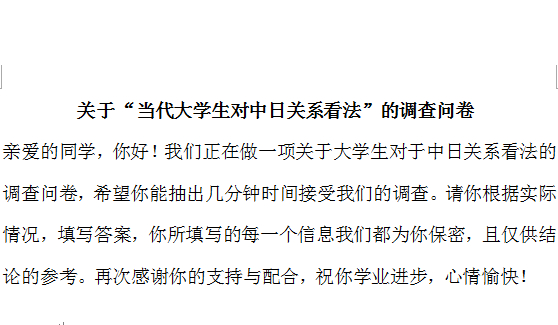 关于“当代大学生对中日关系看法”的调查问卷
亲爱的同学，你好！我们正在做一项关于大学生对于中日关系看法的
调查问卷，希望你能抽出几分钟时间接受我们的调查。请你根据实际
情况，填写答案，你所填写的每一个信息我们都为你保密，且仅供结
论的参考。再次感谢你的支持与配合，祝你学业进步，心情愉快！